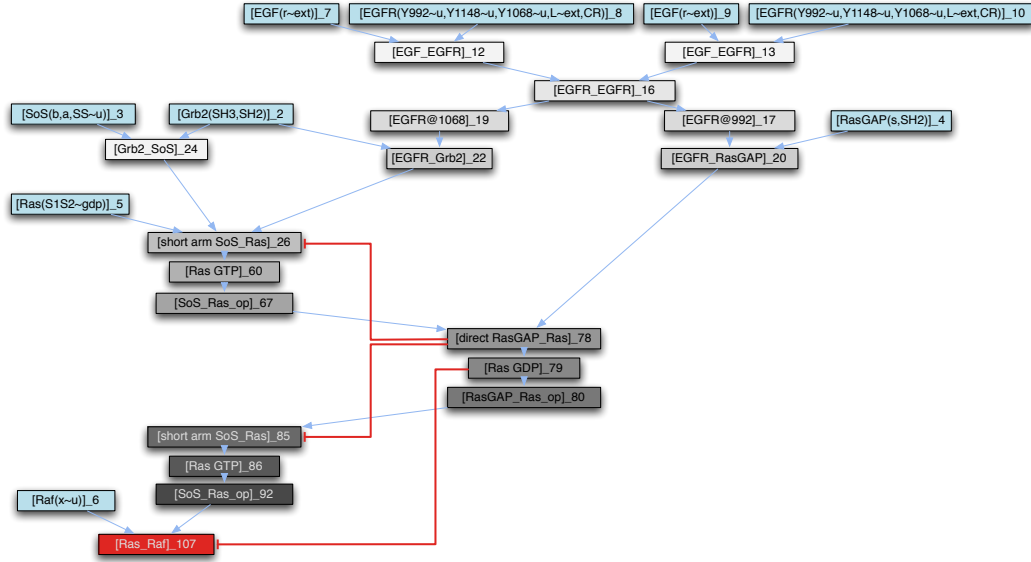 [EGF(r~ext)]_7
[EGFR(Y992~u,Y1148~u,Y1068~u,L~ext,CR)]_8
[EGF(r~ext)]_9
[EGFR(Y992~u,Y1148~u,Y1068~u,L~ext,CR)]_10
[EGF_EGFR]_12
[EGF_EGFR]_13
[EGFR_EGFR]_16
[SoS(b,a,SS~u)]_3
[Grb2(SH3,SH2)]_2
[EGFR@1068]_19
[EGFR@992]_17
[RasGAP(s,SH2)]_4
[Grb2_SoS]_24
[EGFR_Grb2]_22
[EGFR_RasGAP]_20
[Ras(S1S2~gdp)]_5
[short arm SoS_Ras]_26
[Ras GTP]_60
[SoS_Ras_op]_67
[direct RasGAP_Ras]_78
[Ras GDP]_79
[RasGAP_Ras_op]_80
[short arm SoS_Ras]_85
[Ras GTP]_86
[SoS_Ras_op]_92
[Raf(x~u)]_6
[Ras_Raf]_107